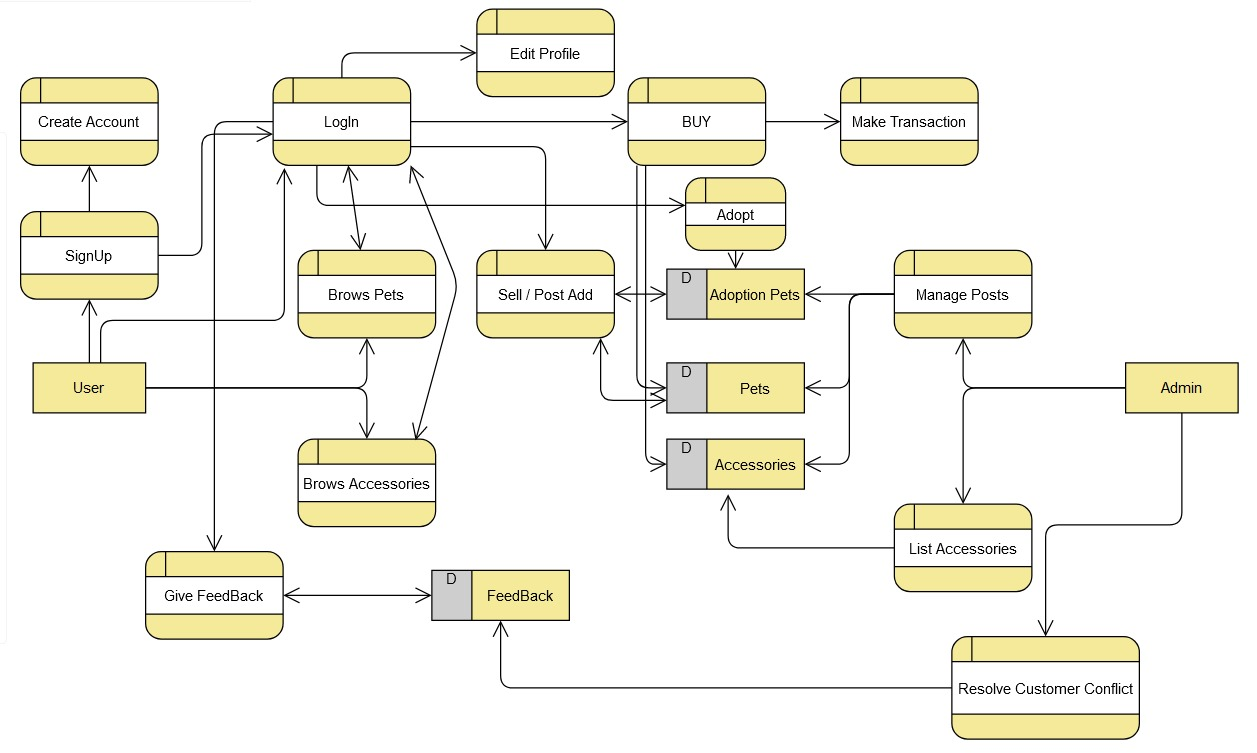 Edit Profile
Create Account
LogIn
BUY
Make Transaction
Adopt
SignUp
Brows Pets
Sell / Post Add
D
Adoption Pets
Manage Posts
User
D
Pets
Admin
D
Accessories
Brows Accessories
List Accessories
Give FeedBack
D
FeedBack
Resolve Customer Conflict